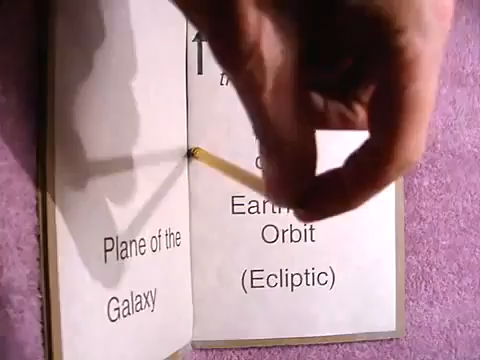 Earth
Orbit
(Ecliptic)
Plane of the
Galaxy